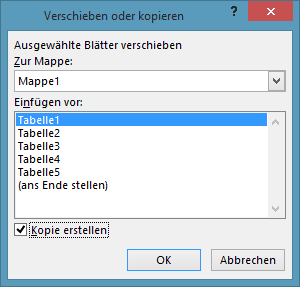 Verschieben oder kopieren
Ausgewählte Blätter verschieben
Zur Mappe:
Mappe1
Einfügen vor:
Tabelle1
Tabelle2
Tabelle3
Tabelle4
Tabelle5
(ans Ende stellen)
Kopie erstellen
OK Abbrechen